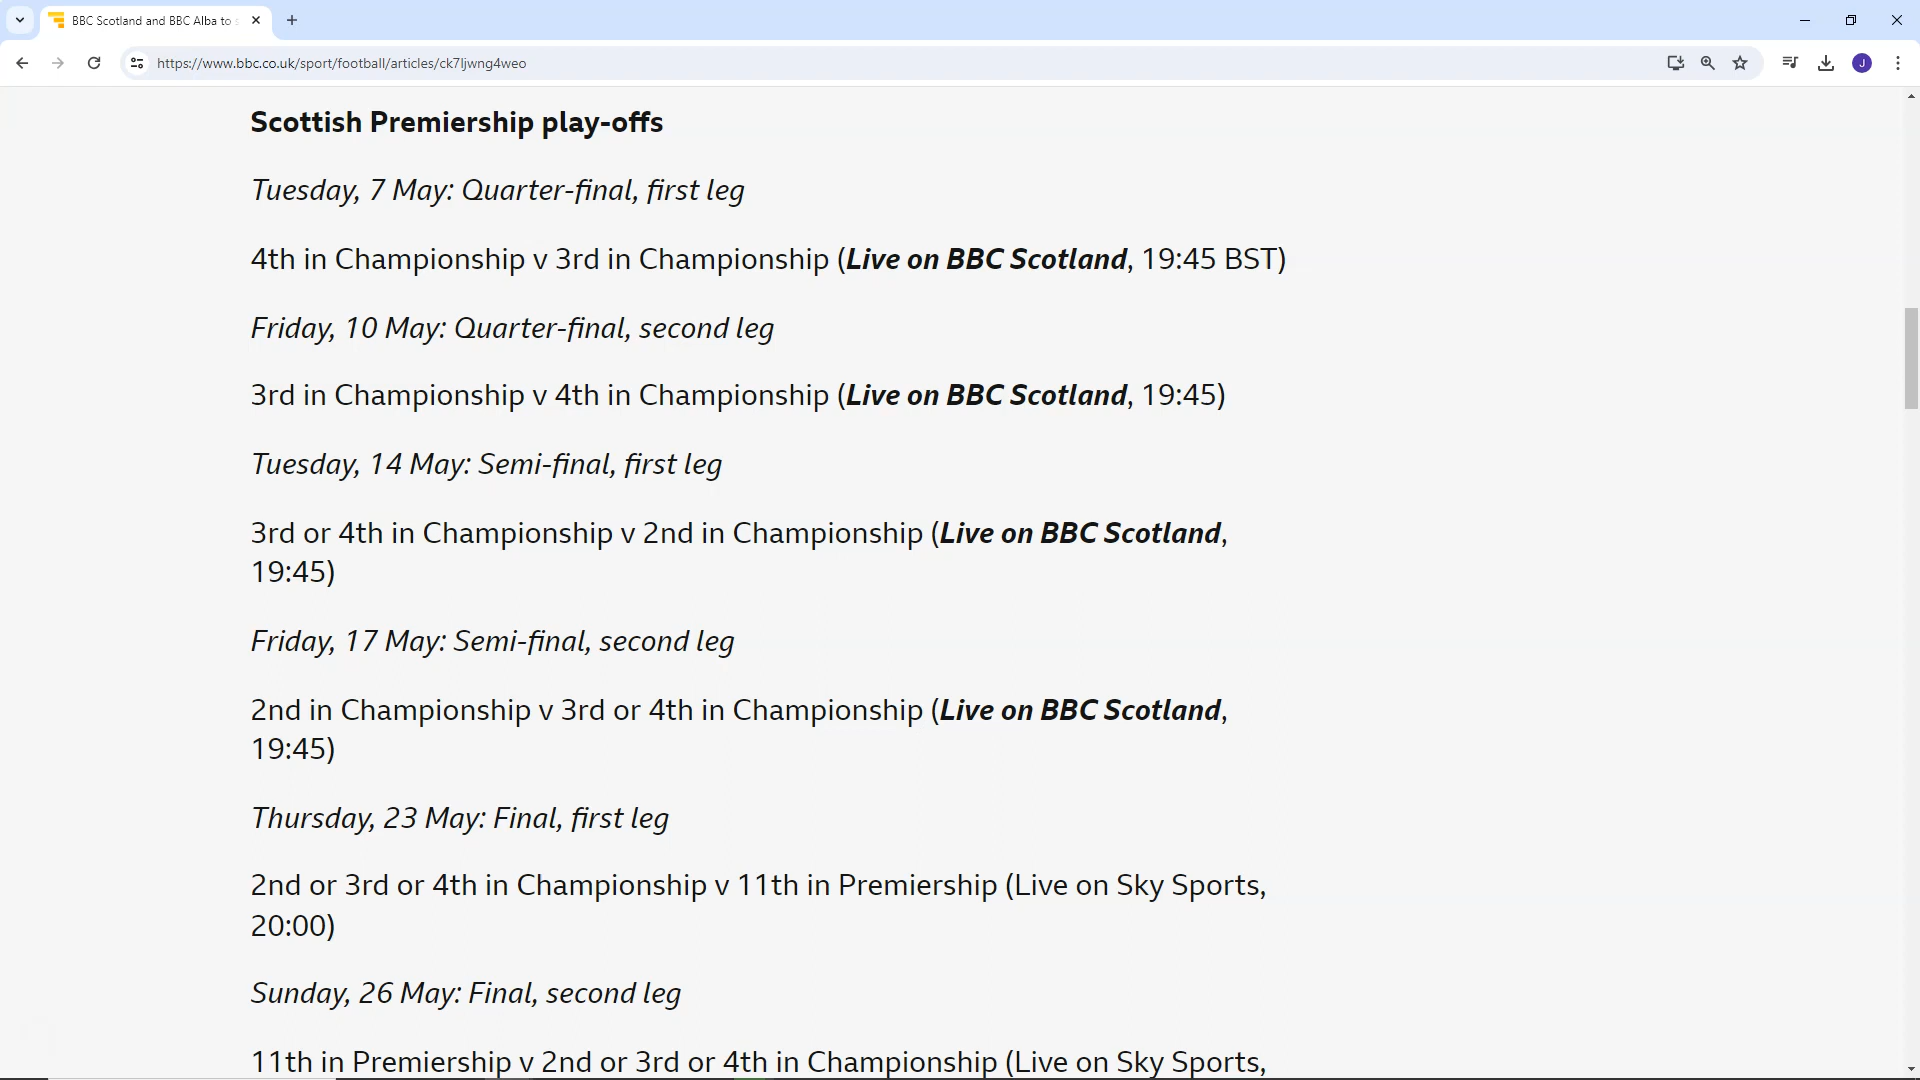 BBC Scotland and BBC Alba to s
https://www.bbc.co.uk/sport/football/articles/ck7ljwng4weo
J
Scottish Premiership play-offs
Tuesday, 7 May: Quarter-final, first leg
4th in Championship v 3rd in Championship (Live on BBC Scotland, 19:45 BST)
Friday, 10 May: Quarter-final, second leg
3rd in Championship v 4th in Championship (Live on BBC Scotland, 19:45)
Tuesday, 14 May: Semi-final, first leg
3rd or 4th in Championship v 2nd in Championship (Live on BBC Scotland,
19:45)
Friday, 17 May: Semi-final, second leg
2nd in Championship v 3rd or 4th in Championship (Live on BBC Scotland,
19:45)
Thursday, 23 May: Final, first leg
2nd or 3rd or 4th in Championship v 11th in Premiership (Live on Sky Sports,
20:00)
Sunday, 26 May: Final, second leg
11th in Premiership v 2nd or 3rd or 4th in Championship (Live on Sky Sports,